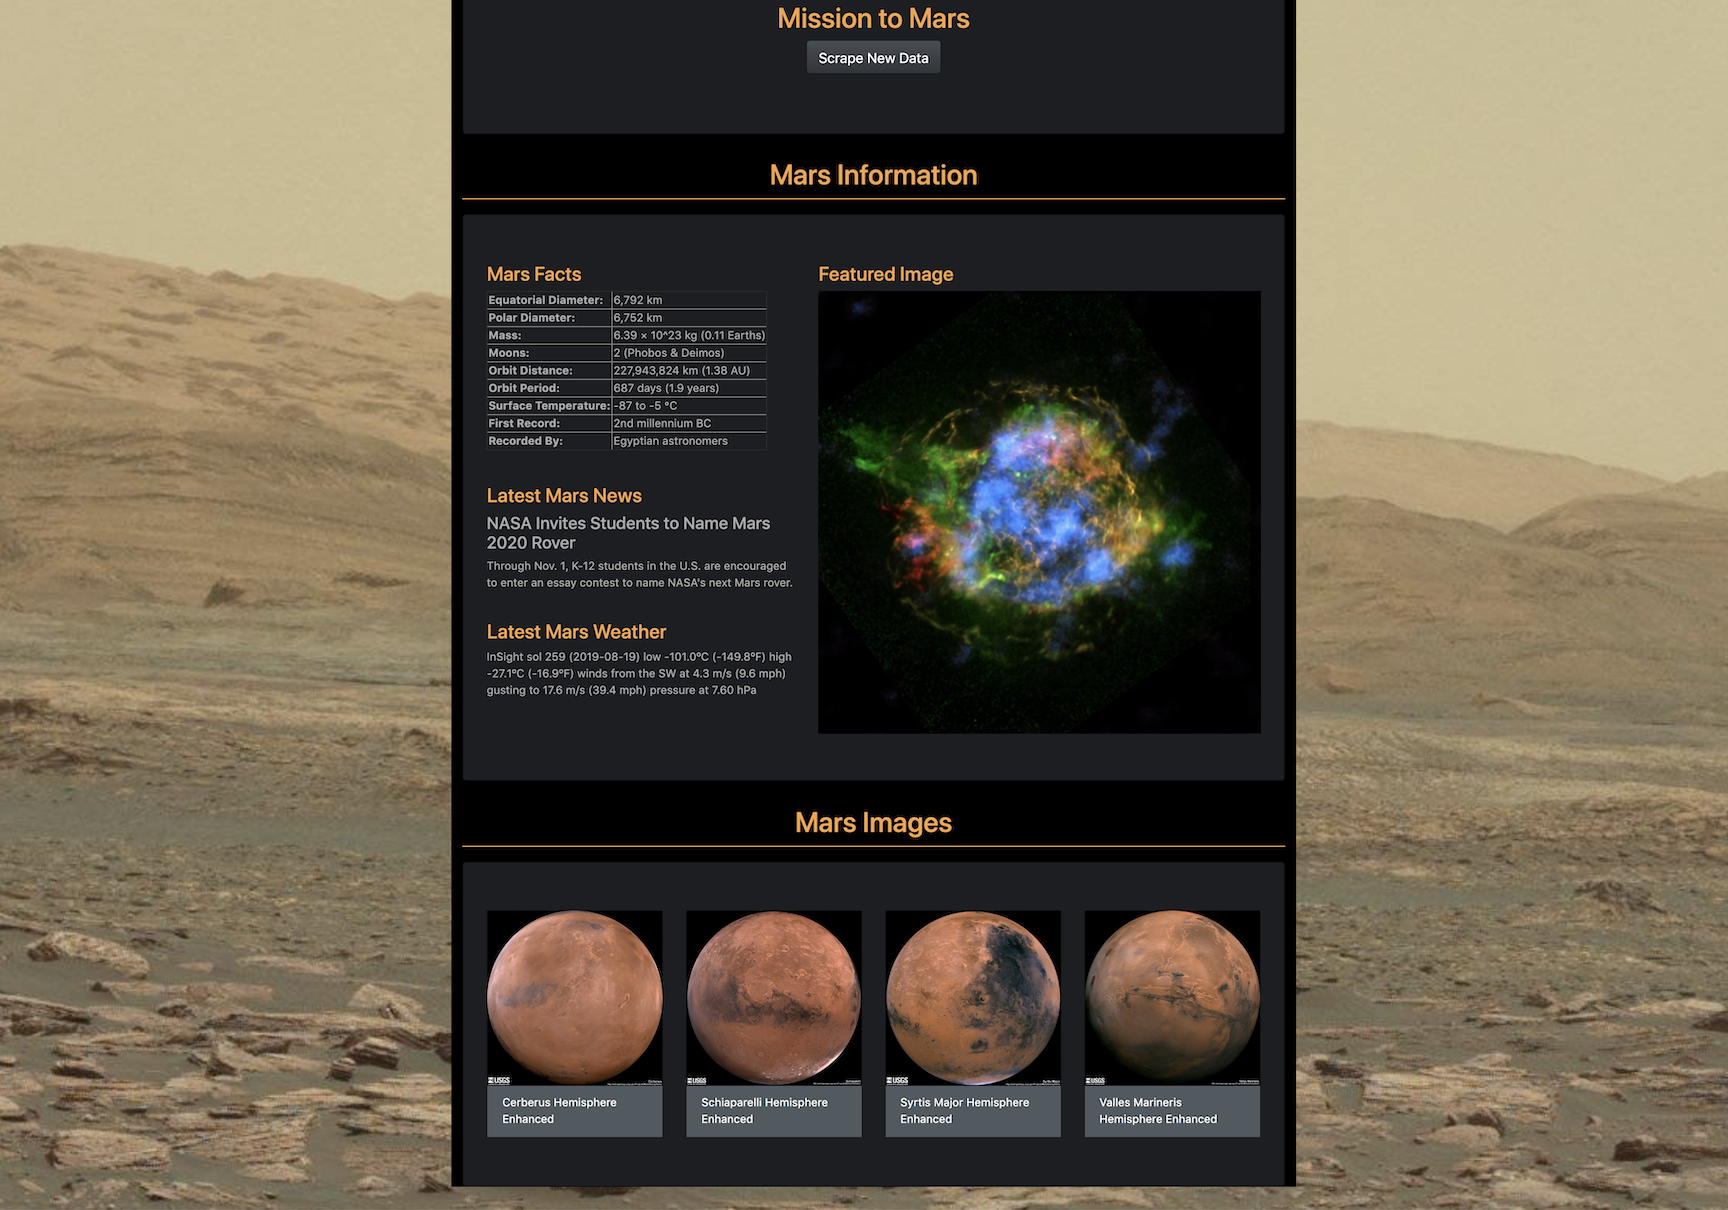 Mission to Mars
Scrape New Data
Mars Information
Mars Facts
Equatorial Diameter: 6,792 km
Polar Diameter: 6,752 km
Mass: 6.39 × 10^23 kg (0.11 Earths)
Moons: 2 (Phobos & Deimos)
Orbit Distance: 227,943,824 km (1.38 AU)
Orbit Period: 687 days (1.9 years)
Surface Temperature: -87 to -5 °C
First Record: 2nd millennium BC
Recorded By: Egyptian astronomers
Latest Mars News
NASA Invites Students to Name Mars
2020 Rover
Through Nov. 1, K-12 students in the U.S. are encouraged
to enter an essay contest to name NASA's next Mars rover.
Latest Mars Weather
InSight sol 259 (2019-08-19) low -101.0ºC (-149.8ºF) high
-27.1ºC (-16.9ºF) winds from the SW at 4.3 m/s (9.6 mph)
gusting to 17.6 m/s (39.4 mph) pressure at 7.60 hPa
Featured Image
Mars Images
USGS
USGS
USGS
USGS
Cerberus Hemisphere
Enhanced
Schiaparelli Hemisphere
Enhanced
Syrtis Major Hemisphere
Enhanced
Valles Marineris
Hemisphere Enhanced